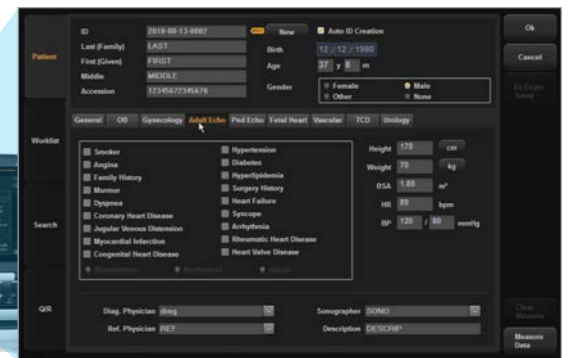 Patient
Worklist
Search
Q/R
ID 2018-08-13-0002 New Auto ID Creation
Last (Family) LAST Birth 12 / 12 / 1980
First (Given) FIRST Age 37 y 8 m
Middle MIDDLE Gender Female Male
Accession 12345672345678 Other None
General OB Gynecology Adult Echo Ped Echo Fetal Heart Vascular TCD Urology
Smoker Hypertension Height 175 cm
Angina Diabetes Weight 70 kg
Family History Hyperlipidemia BSA 1.85 m²
Murmur Surgery History HR 89 bpm
Dyspnea Heart Failure BP 120 / 80 mmHg
Coronary Heart Disease Syncope
Jugular Venous Distension Arrhythmia
Myocardial Infarction Rheumatic Heart Disease
Congenital Heart Disease Heart Valve Disease
Diag. Physician diag Sonographer SONO
Ref. Physician REF Description DESCRIP
Ok
Cancel
Clear
Measure
Measure
Data